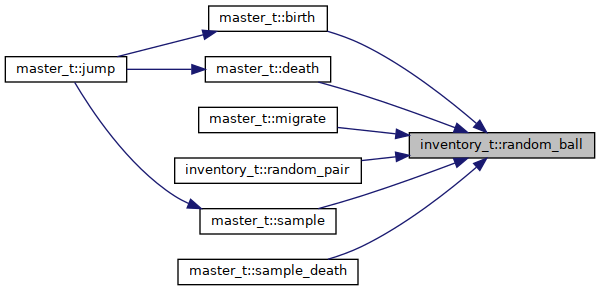 master_t::birth
master_t::jump
master_t::death
master_t::migrate
inventory_t::random_ball
inventory_t::random_pair
master_t::sample
master_t::sample_death